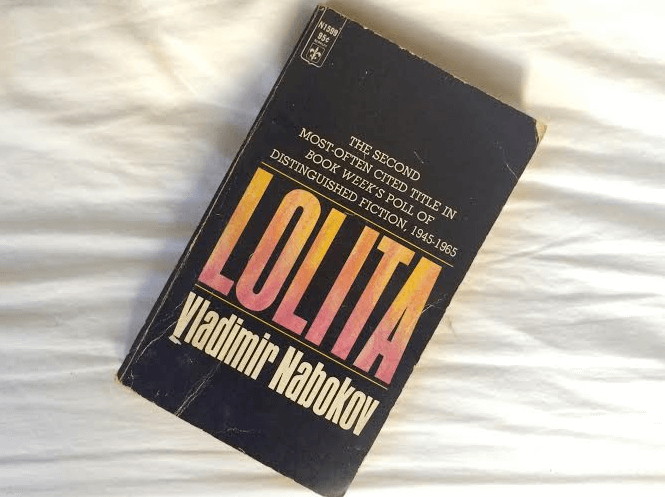 N1599
95¢
THE SECOND
MOST-OFTEN CITED TITLE IN
BOOK WEEK'S POLL OF
DISTINGUISHED FICTION, 1945-1965
LOLITA
Vladimir Nabokov